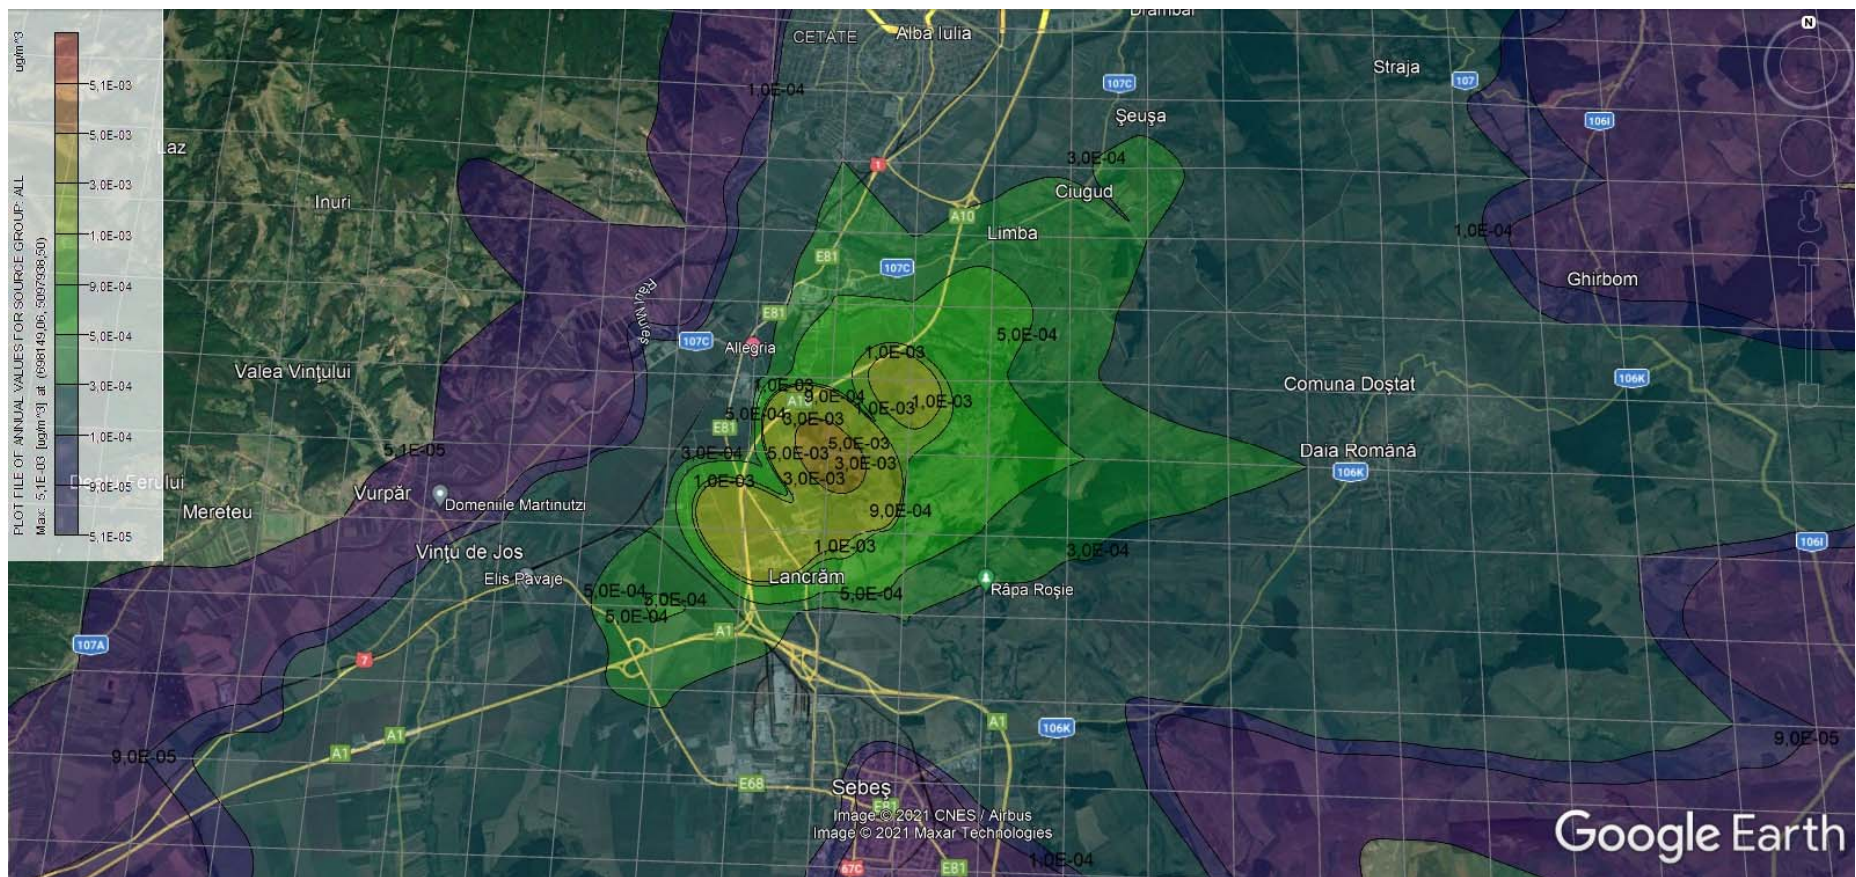 ug/m^3
PLOT FILE OF ANNUAL VALUES FOR SOURCE GROUP: ALL
Max: 5,1E-03 [ug/m^3] at (698149,06, 5097938,50)
5,1E-03
5,0E-03
3,0E-03
1,0E-03
9,0E-04
5,0E-04
3,0E-04
1,0E-04
9,0E-05
5,1E-05
Drâmbar
CETATE
Alba Iulia
N
Straja
107
107C
1,0E-04
Şeuşa
106I
Laz
3,0E-04
1
Ciugud
Inuri
A10
Limba
1,0E-04
E81
107C
Ghirbom
Râul Mureş
E81
5,0E-04
107C
Allegria
1,0E-03
Valea Vinţului
Comuna Doştat
106K
1,0E-03
9,0E-04
A10
1,0E-03
1,0E-03
5,0E-04
3,0E-03
E81
5,0E-03
5,1E-05
3,0E-04
5,0E-03
3,0E-03
Daia Română
106K
1,0E-03
3,0E-03
Dealu Ferului
Vurpăr
Domeniile Martinutzi
Mereteu
9,0E-04
106I
1,0E-03
3,0E-04
Vinţu de Jos
Elis Pavaje
Lancrăm
5,0E-04
5,0E-04
5,0E-04
Râpa Roşie
5,0E-04
A1
107A
7
A1
106K
A1
A1
9,0E-05
9,0E-05
E68
Sebeş
E81
Image © 2021 CNES / Airbus
Image © 2021 Maxar Technologies
1,0E-04
67C
E81
Google Earth